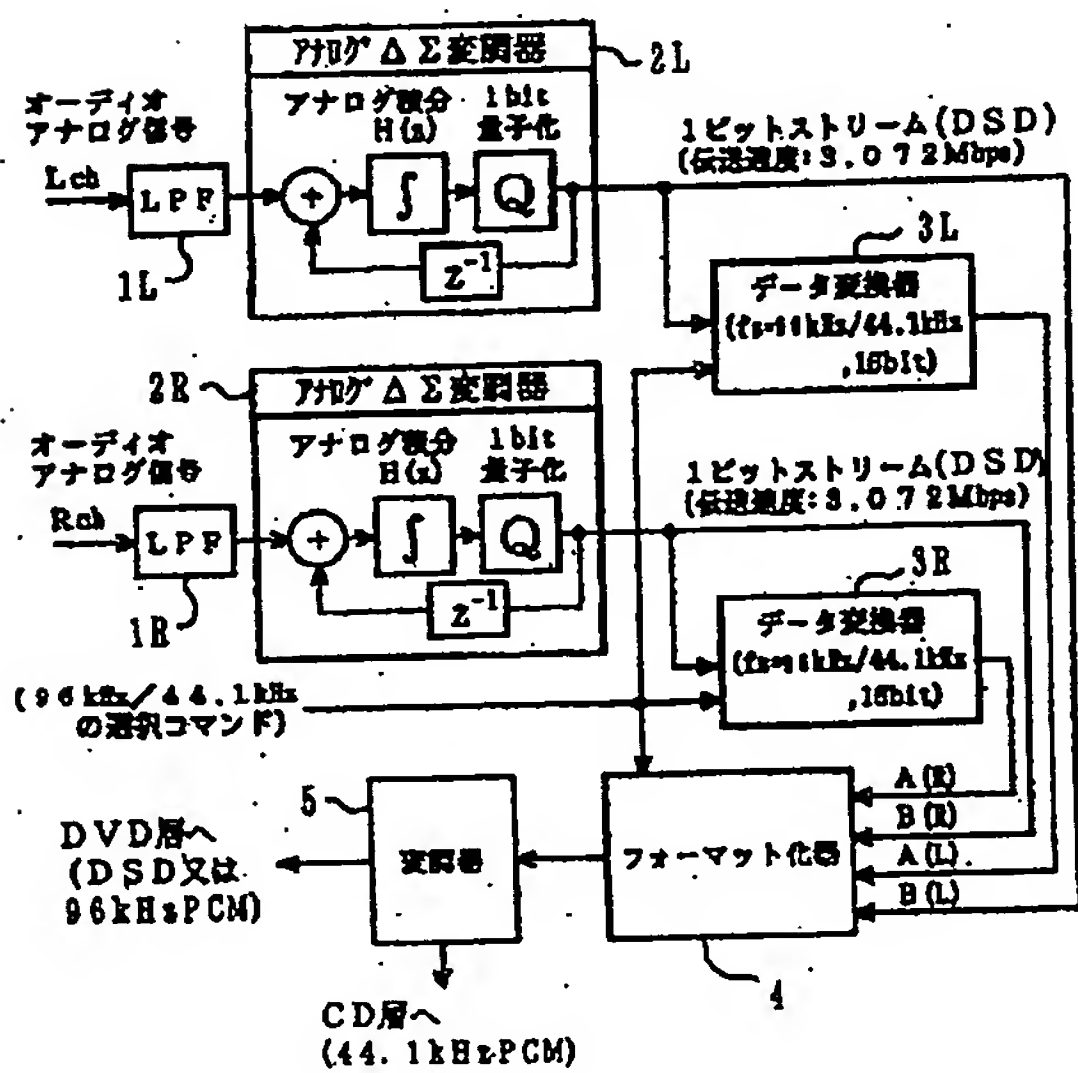 アナログΔΣ変調器
2L
オーディオ
アナログ信号
アナログ積分
H(z)
1bit
量子化
1ビットストリーム(DSD)
(伝送速度:3.072Mbps)
Lch
LPF
+
∫
Q
z⁻¹
1L
3L
データ変換器
/44.1kHz
2R
アナログΔΣ変調器
オーディオ
アナログ信号
アナログ積分
H(z)
1bit
量子化
1ビットストリーム(DSD)
(伝送速度:3.072Mbps)
Rch
LPF
+
∫
Q
z⁻¹
1R
3R
データ変換器
/44.1kHz
(96kHz/44.1kHz
の選択コマンド)
A(R)
B(R)
A(L)
B(L)
5
変調器
フォーマット化器
4
DVD層へ
(DSD又は
96kHzPCM)
CD層へ
(44.1kHzPCM)